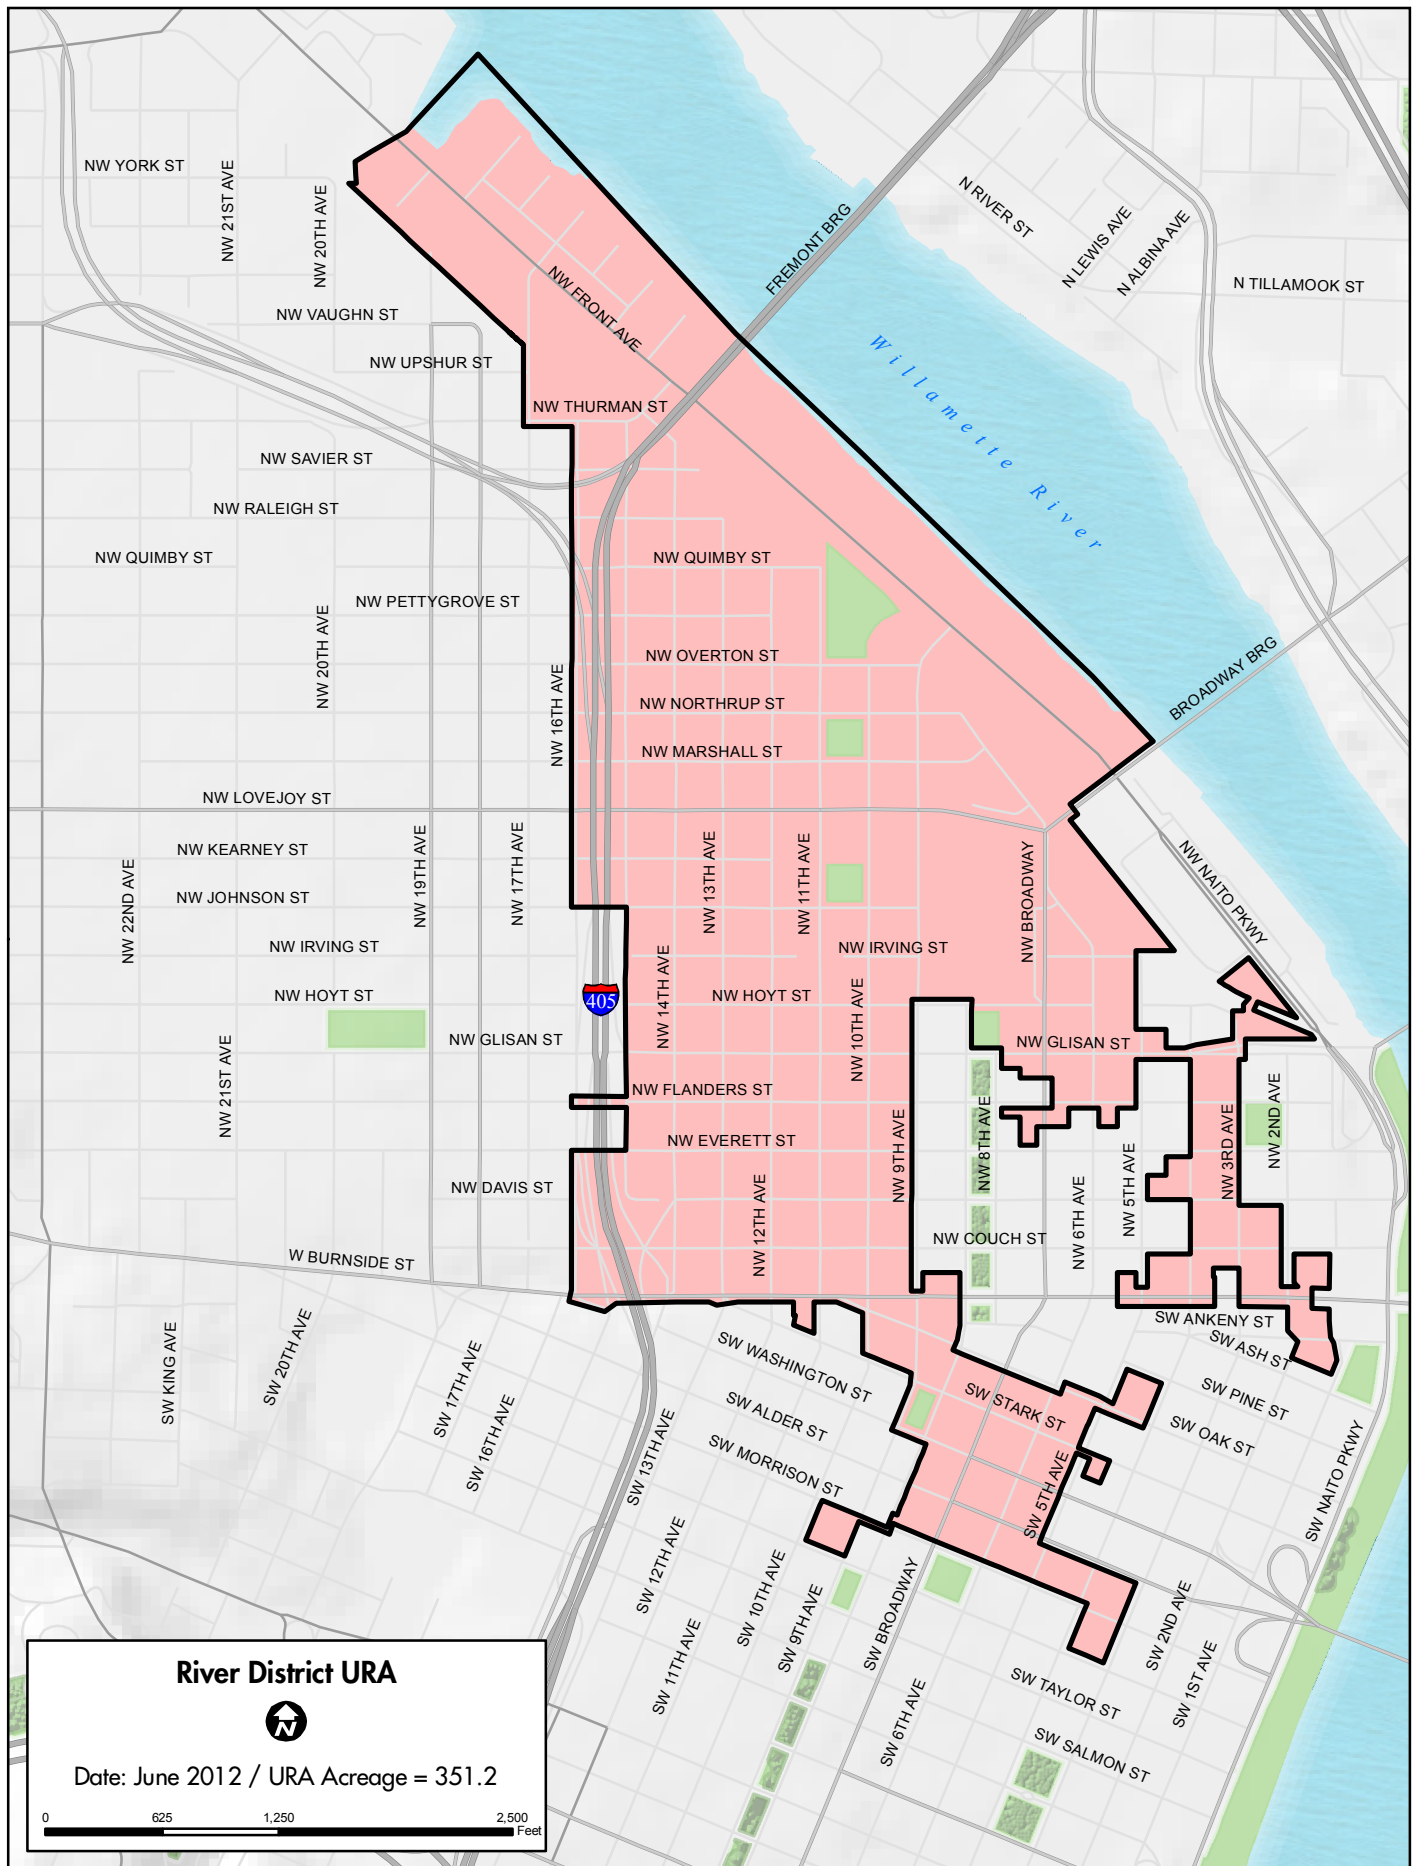 NW YORK ST
NW 21ST AVE
NW 20TH AVE
NW VAUGHN ST
NW UPSHUR ST
NW THURMAN ST
NW FRONT AVE
FREMONT BRG
N RIVER ST
N LEWIS AVE
N ALBINA AVE
N TILLAMOOK ST
Willamette River
NW SAVIER ST
NW RALEIGH ST
NW QUIMBY ST
NW QUIMBY ST
NW PETTYGROVE ST
NW 20TH AVE
NW 16TH AVE
NW OVERTON ST
NW NORTHRUP ST
NW MARSHALL ST
BROADWAY BRG
NW LOVEJOY ST
NW KEARNEY ST
NW JOHNSON ST
NW IRVING ST
NW HOYT ST
NW 22ND AVE
NW 19TH AVE
NW 17TH AVE
NW 13TH AVE
NW 11TH AVE
NW BROADWAY
NW NAITO PKWY
NW IRVING ST
NW 14TH AVE
NW HOYT ST
NW 10TH AVE
405
NW GLISAN ST
NW GLISAN ST
NW 21ST AVE
NW FLANDERS ST
NW EVERETT ST
NW 9TH AVE
NW 8TH AVE
NW 3RD AVE
NW 2ND AVE
NW DAVIS ST
NW 12TH AVE
NW 6TH AVE
NW 5TH AVE
NW COUCH ST
W BURNSIDE ST
SW ANKENY ST
SW ASH ST
SW KING AVE
SW 20TH AVE
SW 17TH AVE
SW 16TH AVE
SW WASHINGTON ST
SW ALDER ST
SW MORRISON ST
SW STARK ST
SW PINE ST
SW OAK ST
SW 13TH AVE
SW 5TH AVE
SW NAITO PKWY
SW 12TH AVE
SW 11TH AVE
SW 10TH AVE
SW 9TH AVE
SW BROADWAY
SW 6TH AVE
SW 2ND AVE
SW 1ST AVE
SW TAYLOR ST
SW SALMON ST
River District URA
N
Date: June 2012 / URA Acreage = 351.2
0 625 1,250 2,500
Feet